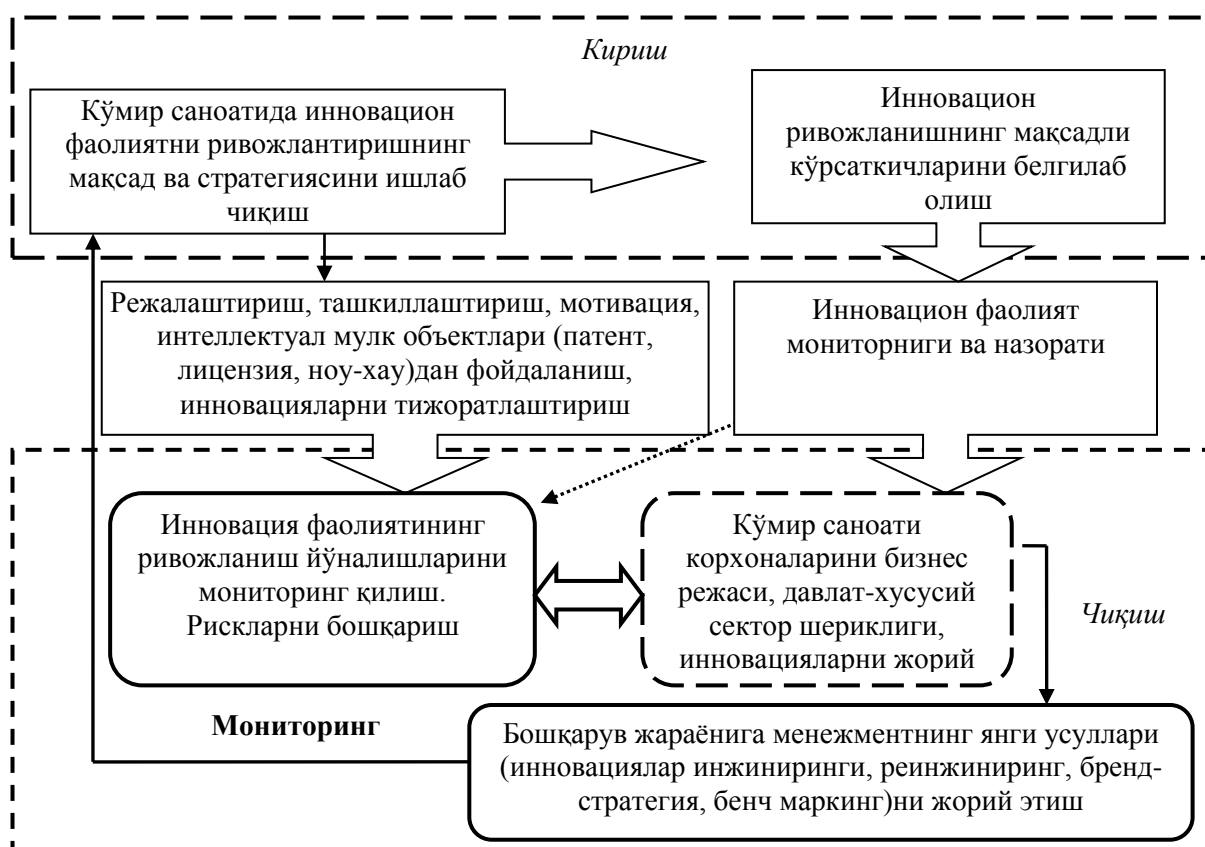 Кириш
Кўмир саноатида инновацион
фаолиятни ривожлантиришнинг
мақсад ва стратегиясини ишлаб
чиқиш
Инновацион
ривожланишнинг мақсадли
кўрсаткичларини белгилаб
олиш
Режалаштириш, ташкиллаштириш, мотивация,
интеллектуал мулк объектлари (патент,
лицензия, ноу-хау)дан фойдаланиш,
инновацияларни тижоратлаштириш
Инновацион фаолият
мониторниги ва назорати
Инновация фаолиятининг
ривожланиш йўналишларини
мониторинг қилиш.
Рискларни бошқариш
Кўмир саноати
корхоналарини бизнес
режаси, давлат-хусусий
сектор шериклиги,
инновацияларни жорий
Чиқиш
Мониторинг
Бошқарув жараёнига менежментнинг янги усуллари
(инновациялар инжиниринги, реинжиниринг, бренд-
стратегия, бенч маркинг)ни жорий этиш